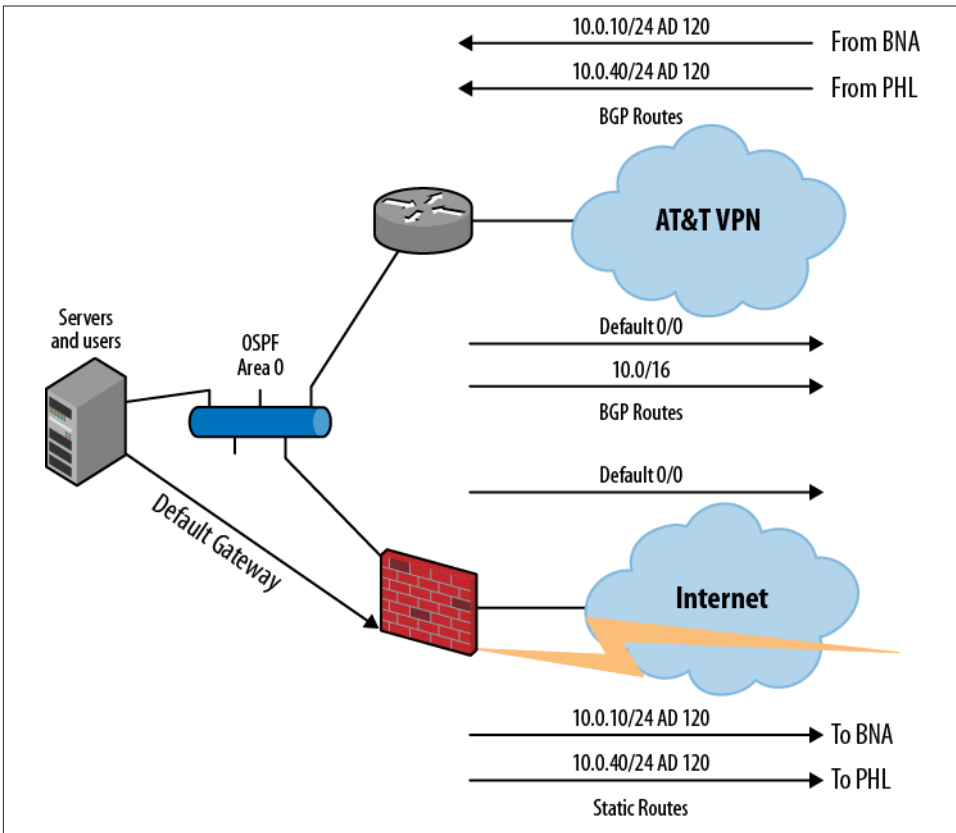 10.0.10/24 AD 120
From BNA
10.0.40/24 AD 120
From PHL
BGP Routes
AT&T VPN
Servers
and users
OSPF
Area 0
Default 0/0
10.0/16
BGP Routes
Default 0/0
Default Gateway
Internet
10.0.10/24 AD 120
To BNA
10.0.40/24 AD 120
To PHL
Static Routes